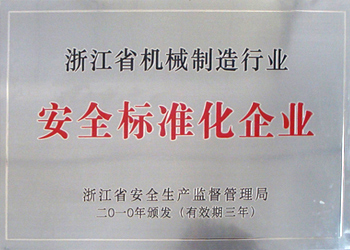 浙江省机械制造行业
安全标准化企业
浙江省安全生产监督管理局
二〇一〇年颁发（有效期三年）